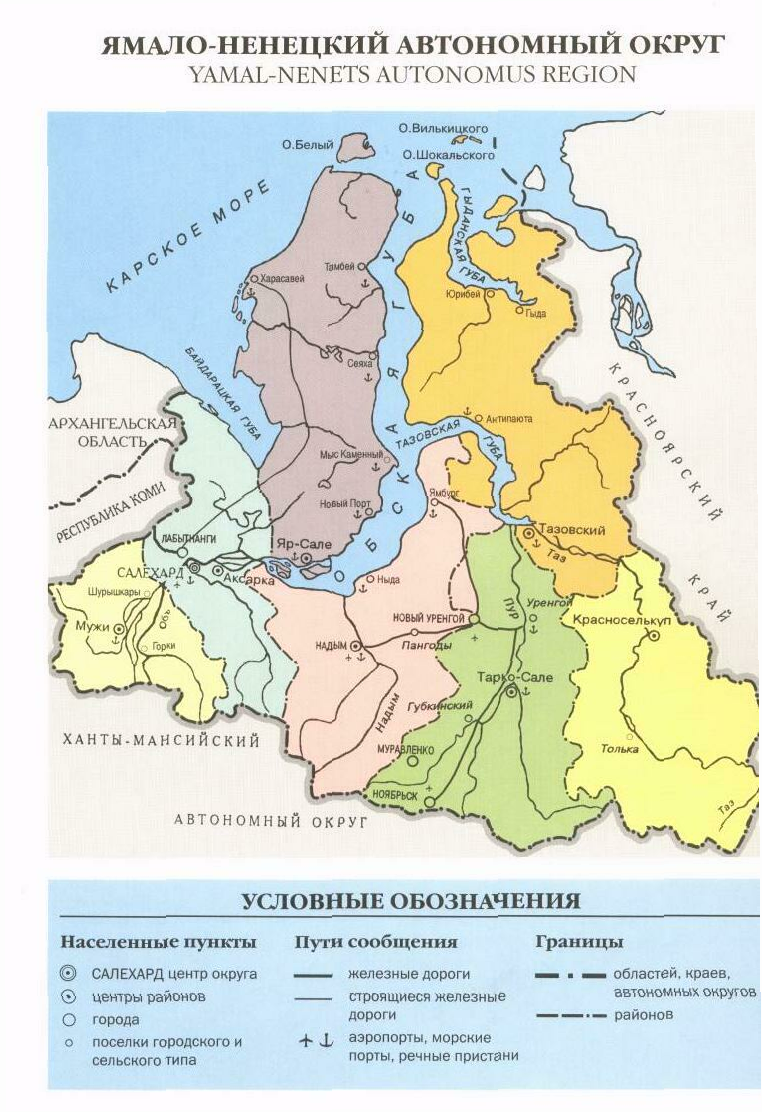 ЯМАЛО-НЕНЕЦКИЙ АВТОНОМНЫЙ ОКРУГ
YAMAL-NENETS AUTONOMUS REGION
О.Вилькицкого
О.Белый
О.Шокальского
КАРСКОЕ МОРЕ
ОБСКАЯ ГУБА
ГЫДАНСКАЯ ГУБА
Тамбей
Харасавей
Юрибей
Гыда
Сеяха
БАЙДАРАЦКАЯ ГУБА
АРХАНГЕЛЬСКАЯ
ОБЛАСТЬ
Антипаюта
ТАЗОВСКАЯ ГУБА
КРАСНОЯРСКИЙ
КРАЙ
Мыс Каменный
РЕСПУБЛИКА КОМИ
Новый Порт
Ямбург
ЛАБЫТНАНГИ
Яр-Сале
Тазовский
Таз
САЛЕХАРД
Аксарка
Ныда
Шурышкары
Обь
Мужи
Горки
ПУР
Уренгой
НОВЫЙ УРЕНГОЙ
Красноселькуп
НАДЫМ
Пангоды
Тарко-Сале
Надым
Губкинский
ХАНТЫ-МАНСИЙСКИЙ
МУРАВЛЕНКО
Толька
НОЯБРЬСК
Таз
АВТОНОМНЫЙ ОКРУГ
УСЛОВНЫЕ ОБОЗНАЧЕНИЯ
Населенные пункты
САЛЕХАРД центр округа
центры районов
города
поселки городского и
сельского типа
Пути сообщения
железные дороги
строящиеся железные
дороги
аэропорты, морские
порты, речные пристани
Границы
областей, краев,
автономных округов
районов